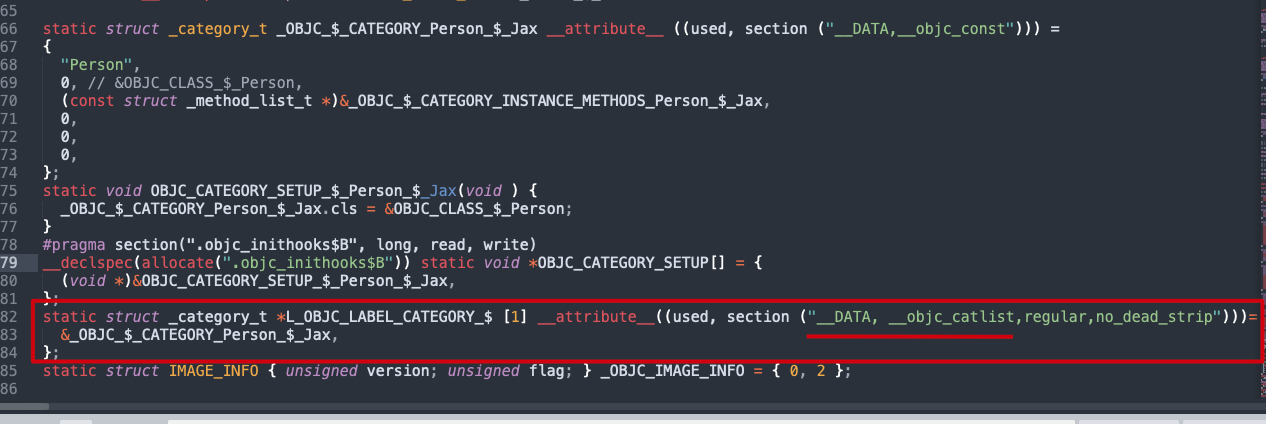 65
66 static struct _category_t _OBJC_$_CATEGORY_Person_$_Jax __attribute__ ((used, section ("__DATA,__objc_const"))) =
67 {
68   "Person",
69   0, // &OBJC_CLASS_$_Person,
70   (const struct _method_list_t *)&_OBJC_$_CATEGORY_INSTANCE_METHODS_Person_$_Jax,
71   0,
72   0,
73   0,
74 };
75 static void OBJC_CATEGORY_SETUP_$_Person_$_Jax(void ) {
76   _OBJC_$_CATEGORY_Person_$_Jax.cls = &OBJC_CLASS_$_Person;
77 }
78 #pragma section(".objc_inithooks$B", long, read, write)
79 __declspec(allocate(".objc_inithooks$B")) static void *OBJC_CATEGORY_SETUP[] = {
80   (void *)&OBJC_CATEGORY_SETUP_$_Person_$_Jax,
81 };
82 static struct _category_t *L_OBJC_LABEL_CATEGORY_$ [1] __attribute__((used, section ("__DATA, __objc_catlist,regular,no_dead_strip")))=
83   &_OBJC_$_CATEGORY_Person_$_Jax,
84 };
85 static struct IMAGE_INFO { unsigned version; unsigned flag; } _OBJC_IMAGE_INFO = { 0, 2 };
86